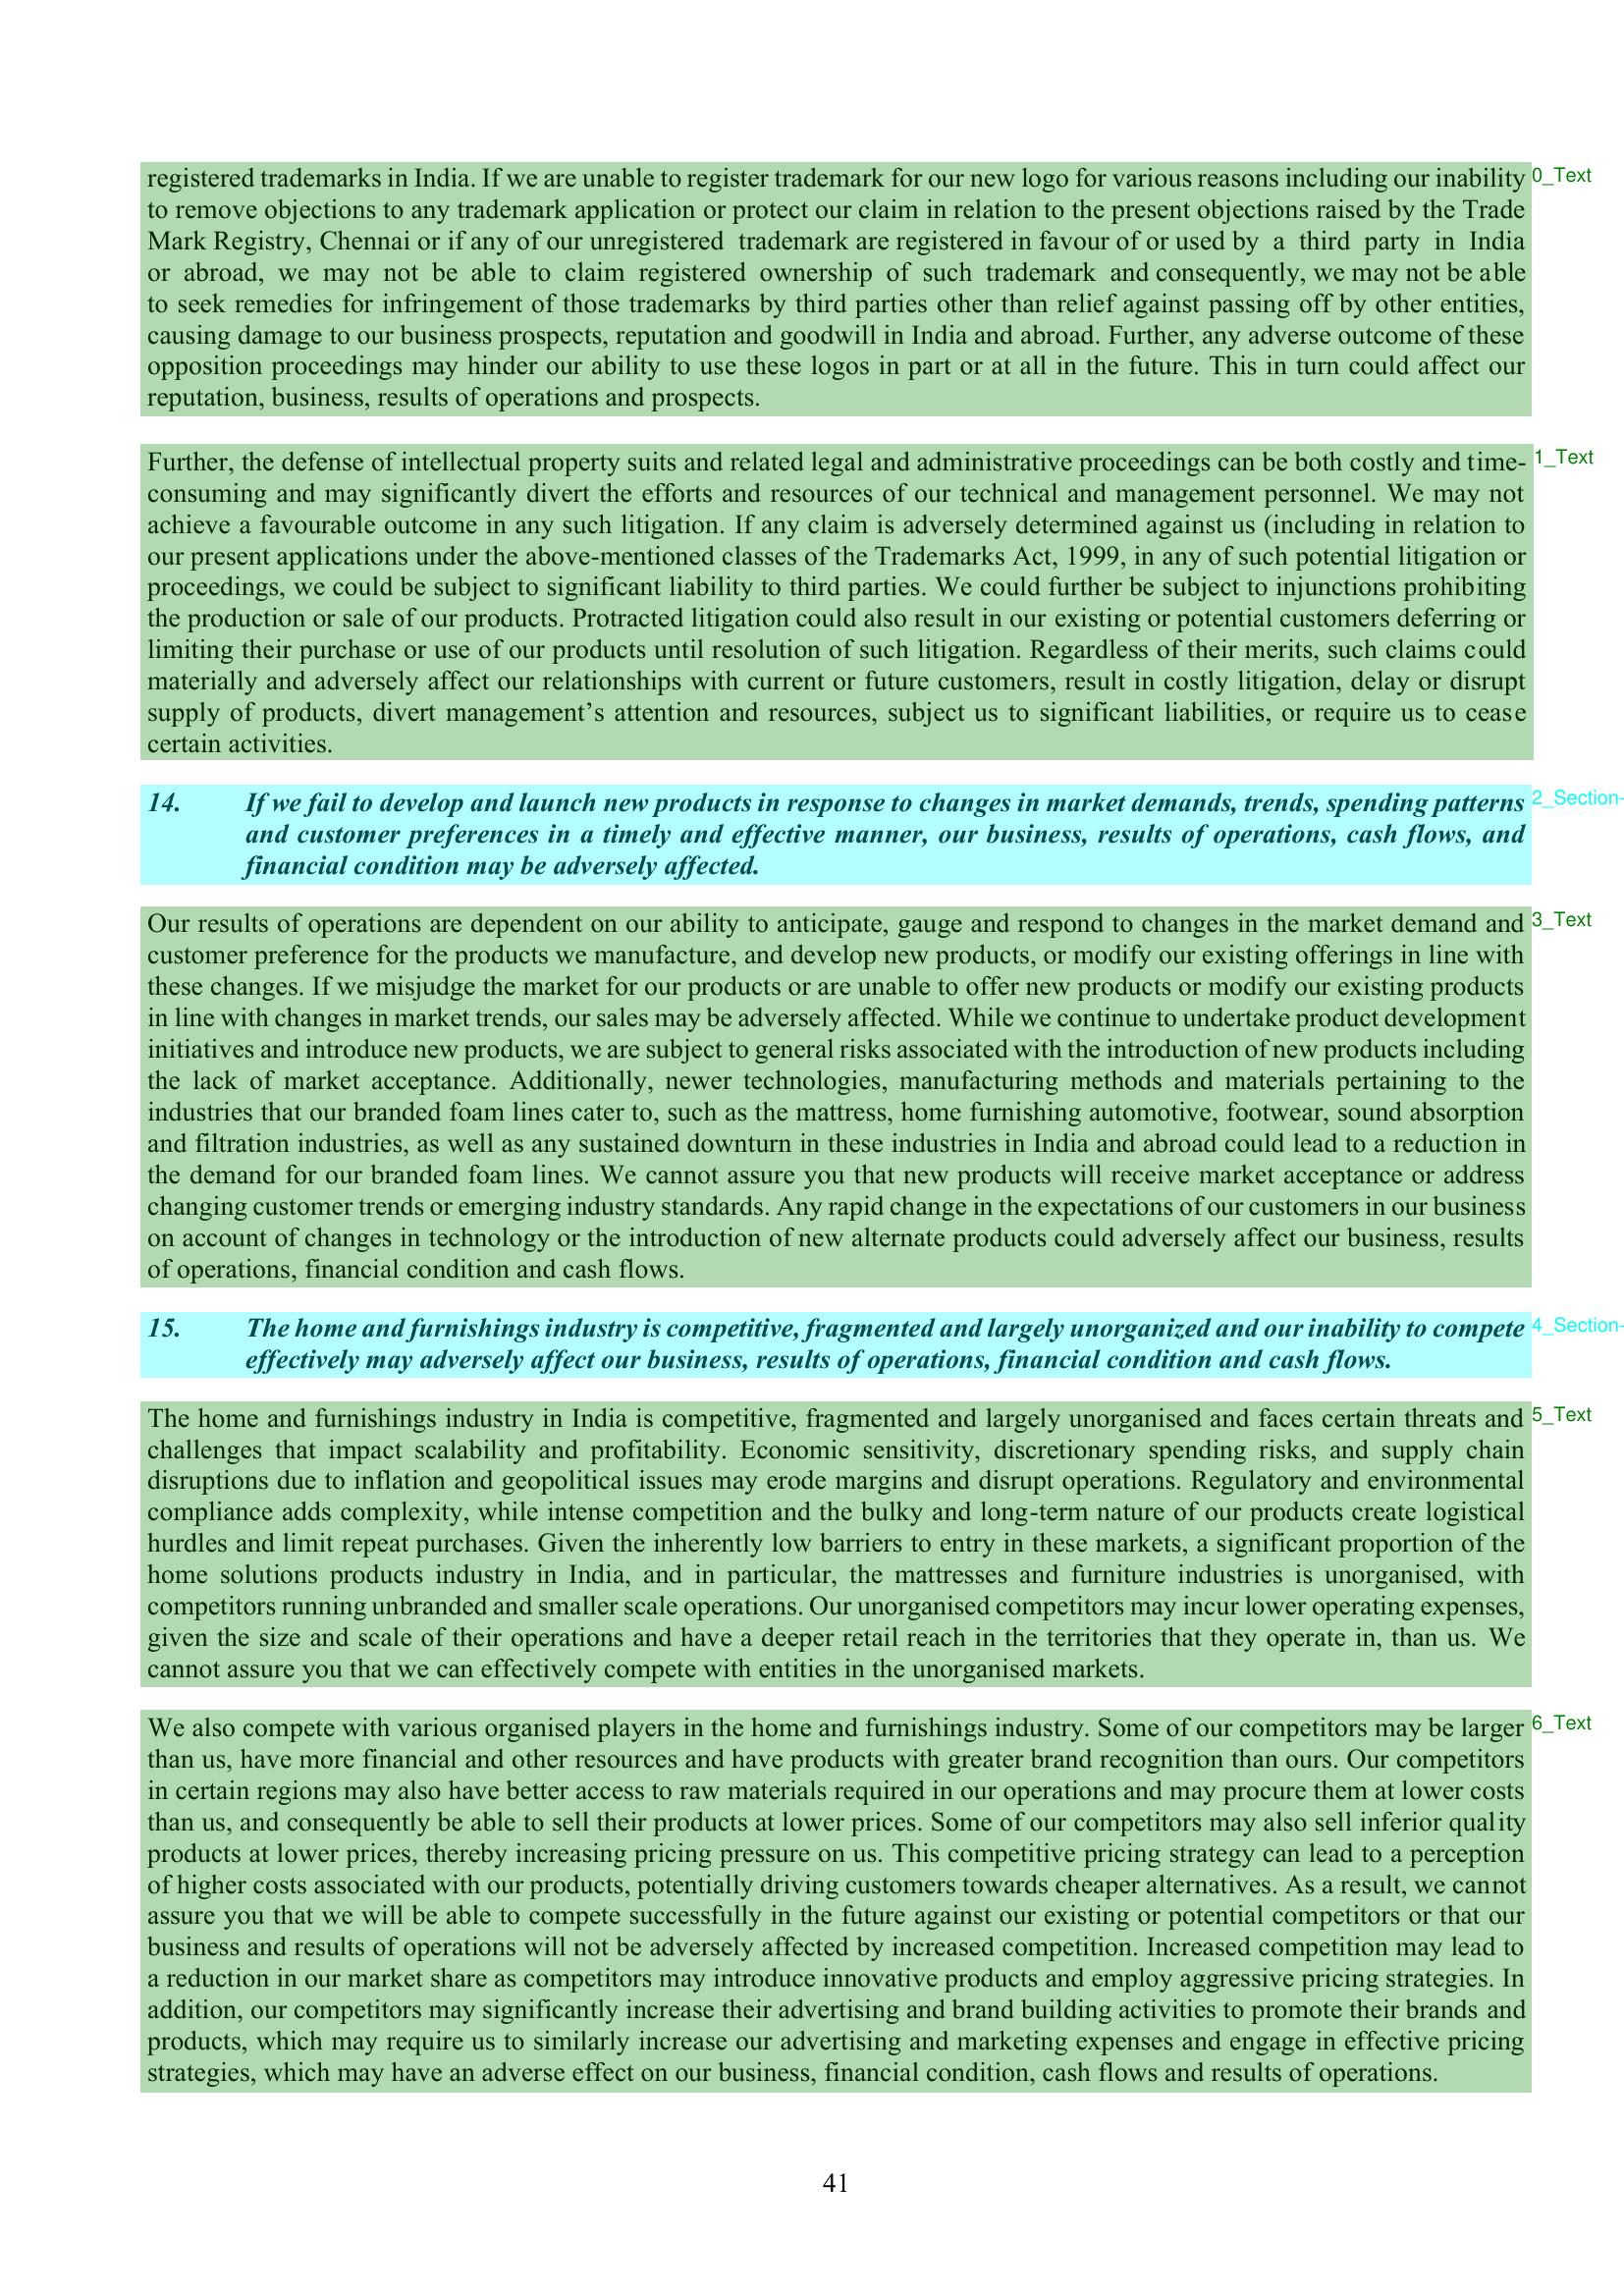 registered trademarks in India. If we are unable to register trademark for our new logo for various reasons including our inability 0_Text
to remove objections to any trademark application or protect our claim in relation to the present objections raised by the Trade
Mark Registry, Chennai or if any of our unregistered trademark are registered in favour of or used by a third party in India
or abroad, we may not be able to claim registered ownership of such trademark and consequently, we may not be able
to seek remedies for infringement of those trademarks by third parties other than relief against passing off by other entities,
causing damage to our business prospects, reputation and goodwill in India and abroad. Further, any adverse outcome of these
opposition proceedings may hinder our ability to use these logos in part or at all in the future. This in turn could affect our
reputation, business, results of operations and prospects.
Further, the defense of intellectual property suits and related legal and administrative proceedings can be both costly and time- 1_Text
consuming and may significantly divert the efforts and resources of our technical and management personnel. We may not
achieve a favourable outcome in any such litigation. If any claim is adversely determined against us (including in relation to
our present applications under the above-mentioned classes of the Trademarks Act, 1999, in any of such potential litigation or
proceedings, we could be subject to significant liability to third parties. We could further be subject to injunctions prohibiting
the production or sale of our products. Protracted litigation could also result in our existing or potential customers deferring or
limiting their purchase or use of our products until resolution of such litigation. Regardless of their merits, such claims could
materially and adversely affect our relationships with current or future customers, result in costly litigation, delay or disrupt
supply of products, divert management’s attention and resources, subject us to significant liabilities, or require us to cease
certain activities.
14. If we fail to develop and launch new products in response to changes in market demands, trends, spending patterns 2_Section-
and customer preferences in a timely and effective manner, our business, results of operations, cash flows, and
financial condition may be adversely affected.
Our results of operations are dependent on our ability to anticipate, gauge and respond to changes in the market demand and 3_Text
customer preference for the products we manufacture, and develop new products, or modify our existing offerings in line with
these changes. If we misjudge the market for our products or are unable to offer new products or modify our existing products
in line with changes in market trends, our sales may be adversely affected. While we continue to undertake product development
initiatives and introduce new products, we are subject to general risks associated with the introduction of new products including
the lack of market acceptance. Additionally, newer technologies, manufacturing methods and materials pertaining to the
industries that our branded foam lines cater to, such as the mattress, home furnishing automotive, footwear, sound absorption
and filtration industries, as well as any sustained downturn in these industries in India and abroad could lead to a reduction in
the demand for our branded foam lines. We cannot assure you that new products will receive market acceptance or address
changing customer trends or emerging industry standards. Any rapid change in the expectations of our customers in our business
on account of changes in technology or the introduction of new alternate products could adversely affect our business, results
of operations, financial condition and cash flows.
15. The home and furnishings industry is competitive, fragmented and largely unorganized and our inability to compete 4_Section-
effectively may adversely affect our business, results of operations, financial condition and cash flows.
The home and furnishings industry in India is competitive, fragmented and largely unorganised and faces certain threats and 5_Text
challenges that impact scalability and profitability. Economic sensitivity, discretionary spending risks, and supply chain
disruptions due to inflation and geopolitical issues may erode margins and disrupt operations. Regulatory and environmental
compliance adds complexity, while intense competition and the bulky and long-term nature of our products create logistical
hurdles and limit repeat purchases. Given the inherently low barriers to entry in these markets, a significant proportion of the
home solutions products industry in India, and in particular, the mattresses and furniture industries is unorganised, with
competitors running unbranded and smaller scale operations. Our unorganised competitors may incur lower operating expenses,
given the size and scale of their operations and have a deeper retail reach in the territories that they operate in, than us. We
cannot assure you that we can effectively compete with entities in the unorganised markets.
We also compete with various organised players in the home and furnishings industry. Some of our competitors may be larger 6_Text
than us, have more financial and other resources and have products with greater brand recognition than ours. Our competitors
in certain regions may also have better access to raw materials required in our operations and may procure them at lower costs
than us, and consequently be able to sell their products at lower prices. Some of our competitors may also sell inferior quality
products at lower prices, thereby increasing pricing pressure on us. This competitive pricing strategy can lead to a perception
of higher costs associated with our products, potentially driving customers towards cheaper alternatives. As a result, we cannot
assure you that we will be able to compete successfully in the future against our existing or potential competitors or that our
business and results of operations will not be adversely affected by increased competition. Increased competition may lead to
a reduction in our market share as competitors may introduce innovative products and employ aggressive pricing strategies. In
addition, our competitors may significantly increase their advertising and brand building activities to promote their brands and
products, which may require us to similarly increase our advertising and marketing expenses and engage in effective pricing
strategies, which may have an adverse effect on our business, financial condition, cash flows and results of operations.
41